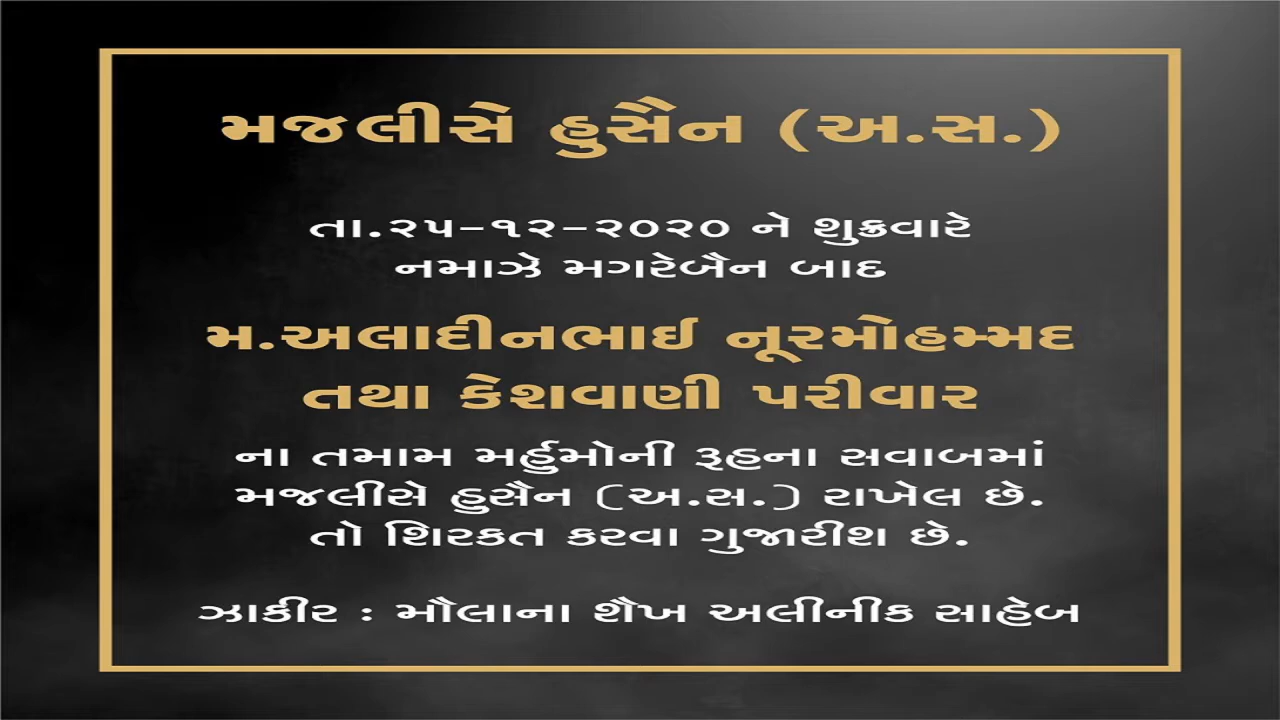 મજલીસે હુસૈન (અ.સ.)
તા.૨૫-૧૨-૨૦૨૦ ને શુક્રવારે
નમાઝે મગરેબૈન બાદ
મ.અલાદીનભાઇ નૂરમોહમ્મદ
તથા કેશવાણી પરીવાર
ના તમામ મર્હુમોની રૂહના સવાબમાં
મજલીસે હુસૈન (અ.સ.) રાખેલ છે.
તો શિરકત કરવા ગુજારીશ છે.
ઝાકીર : મૌલાના શૈખ અલીનીક સાહેબ